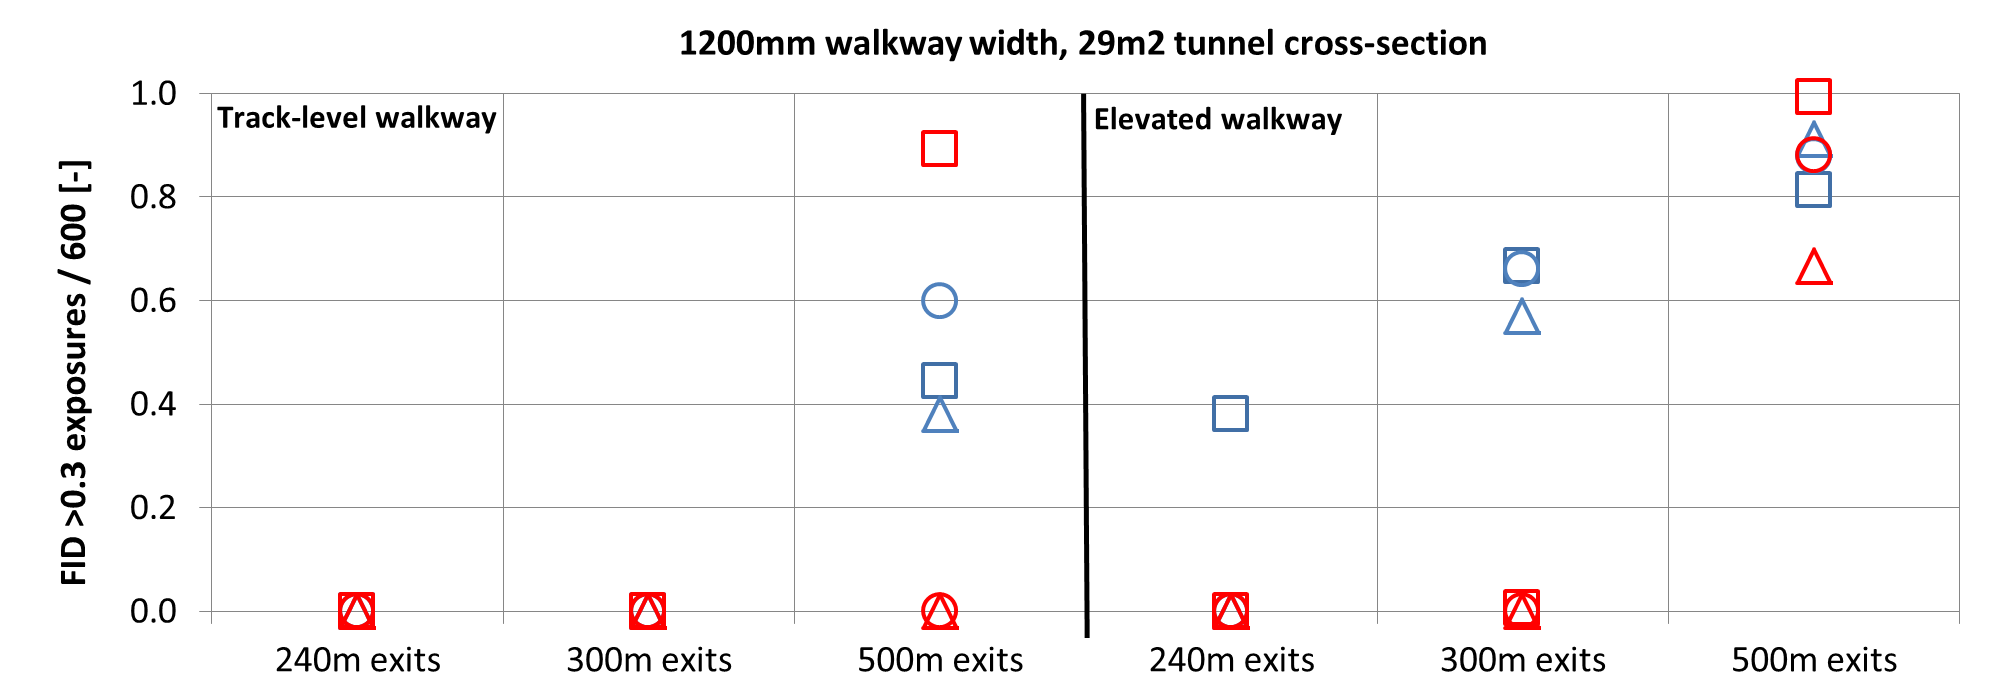 1200mm walkway width, 29m2 tunnel cross-section
FID >0.3 exposures / 600 [-]
1.0
0.8
0.6
0.4
0.2
0.0
Track-level walkway
Elevated walkway
240m exits
300m exits
500m exits
240m exits
300m exits
500m exits